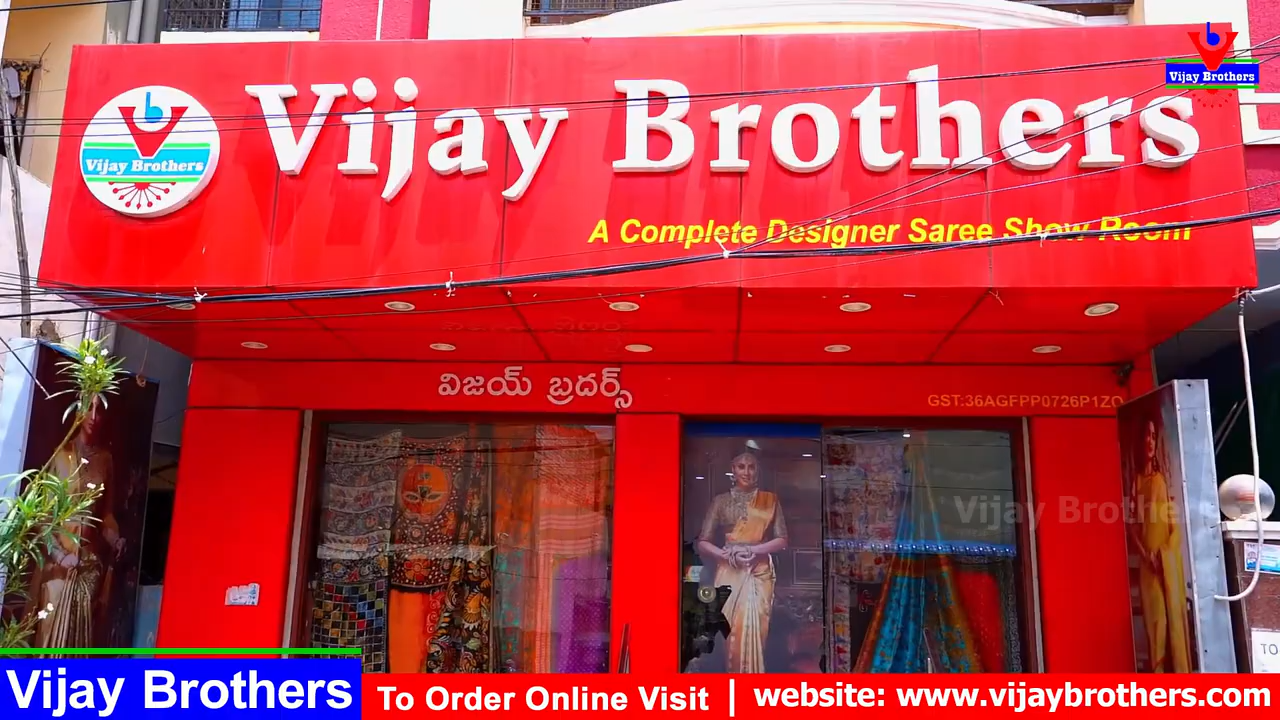 Vijay Brothers
Vijay Brothers
Vijay Brothers
A Complete Designer Saree Show Room
విజయ్ బ్రదర్స్
GST:36AGFPP0726P1ZO
Vijay Brothers
TO
Vijay Brothers
To Order Online Visit | website: www.vijaybrothers.com